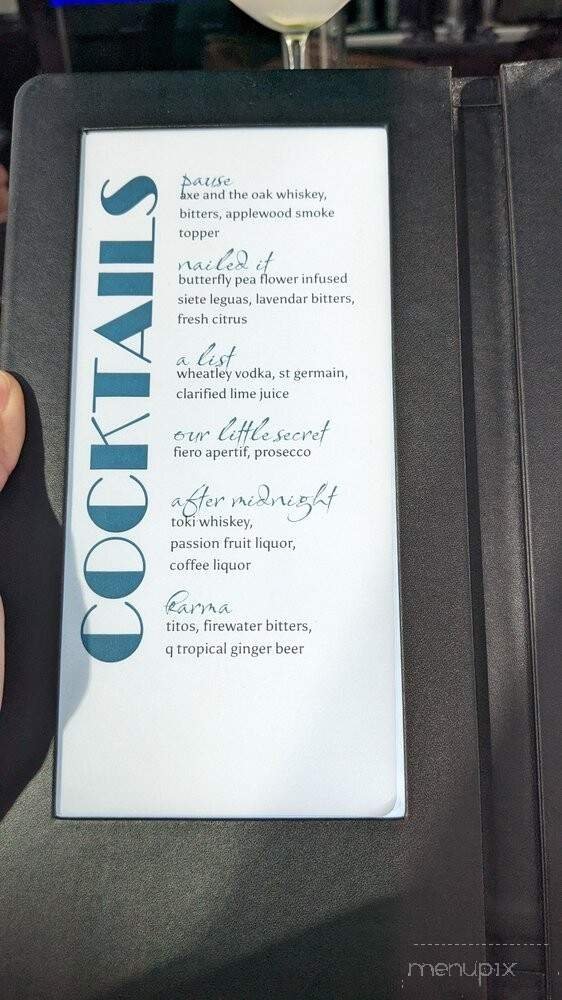 COCKTAILS
pause
axe and the oak whiskey,
bitters, applewood smoke
topper
nailed it
butterfly pea flower infused
siete leguas, lavendar bitters,
fresh citrus
a list
wheatley vodka, st germain,
clarified lime juice
our little secret
fiero apertif, prosecco
after midnight
toki whiskey,
passion fruit liquor,
coffee liquor
karma
titos, firewater bitters,
q tropical ginger beer
menupix